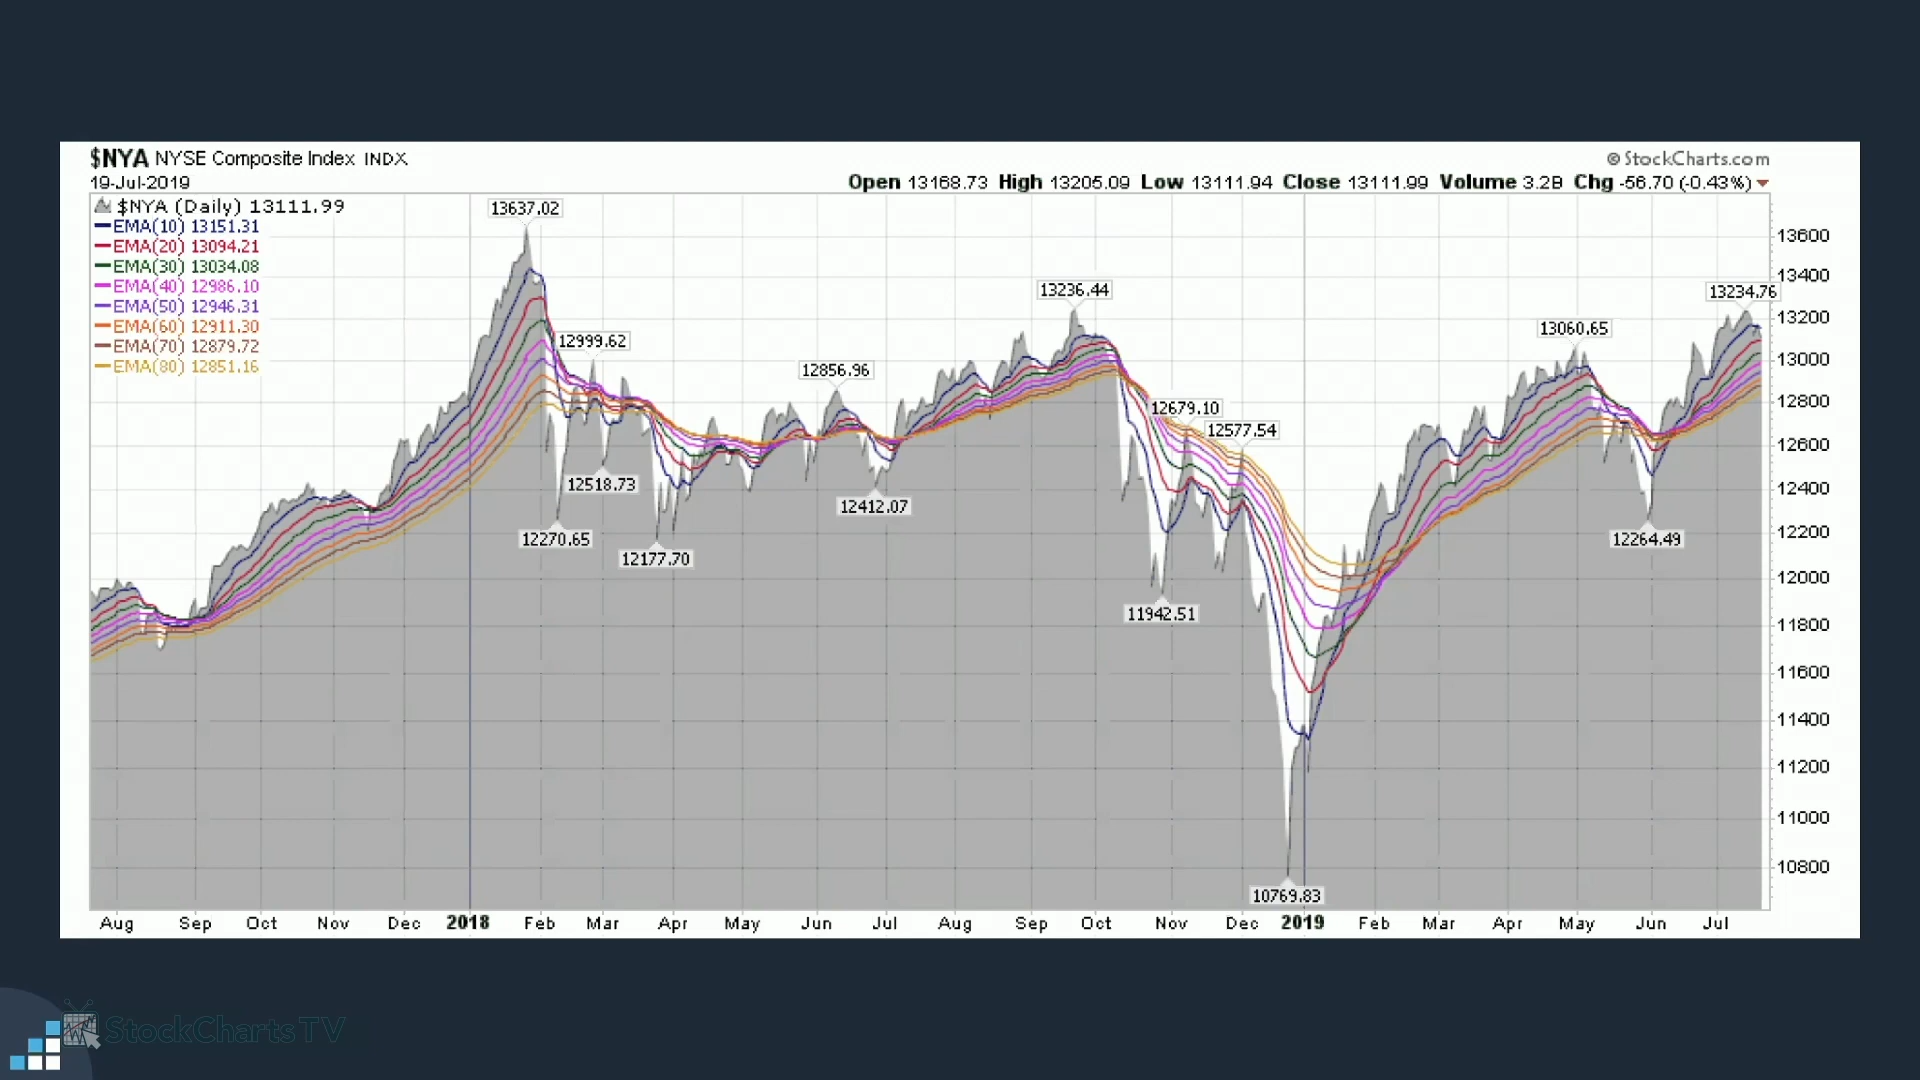 $NYA NYSE Composite Index INDX
© StockCharts.com
19-Jul-2019
Open 13168.73 High 13205.09 Low 13111.94 Close 13111.99 Volume 3.2B Chg -56.70 (-0.43%)
$NYA (Daily) 13111.99
EMA(10) 13151.31
EMA(20) 13094.21
EMA(30) 13034.08
EMA(40) 12986.10
EMA(50) 12946.31
EMA(60) 12911.30
EMA(70) 12879.72
EMA(80) 12851.16
13637.02
12999.62
12270.65
12518.73
12177.70
12856.96
12412.07
13236.44
12679.10
12577.54
11942.51
10769.83
13060.65
12264.49
13234.76
13600
13400
13200
13000
12800
12600
12400
12200
12000
11800
11600
11400
11200
11000
10800
Aug Sep Oct Nov Dec 2018 Feb Mar Apr May Jun Jul Aug Sep Oct Nov Dec 2019 Feb Mar Apr May Jun Jul
StockCharts TV